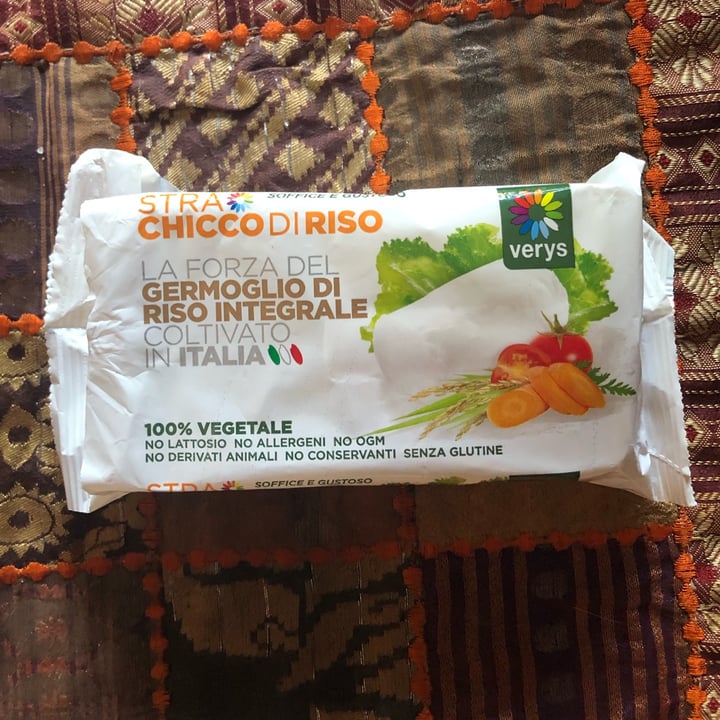 STRA
SOFFICE E GUSTOSO
CHICCO DI RISO
verys
LA FORZA DEL
GERMOGLIO DI
RISO INTEGRALE
COLTIVATO
IN ITALIA
100% VEGETALE
NO LATTOSIO NO ALLERGENI NO OGM
NO DERIVATI ANIMALI NO CONSERVANTI SENZA GLUTINE
STRA
SOFFICE E GUSTOSO